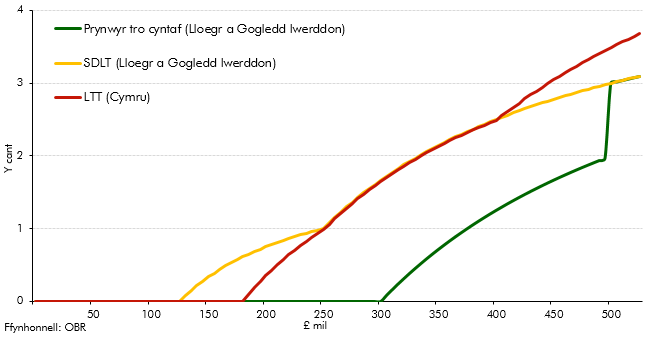 4
3
2
1
0
Y cant
Prynwyr tro cyntaf (Lloegr a Gogledd Iwerddon)
SDLT (Lloegr a Gogledd Iwerddon)
LTT (Cymru)
50 100 150 200 250 300 350 400 450 500
£ mil
Ffynhonnell: OBR